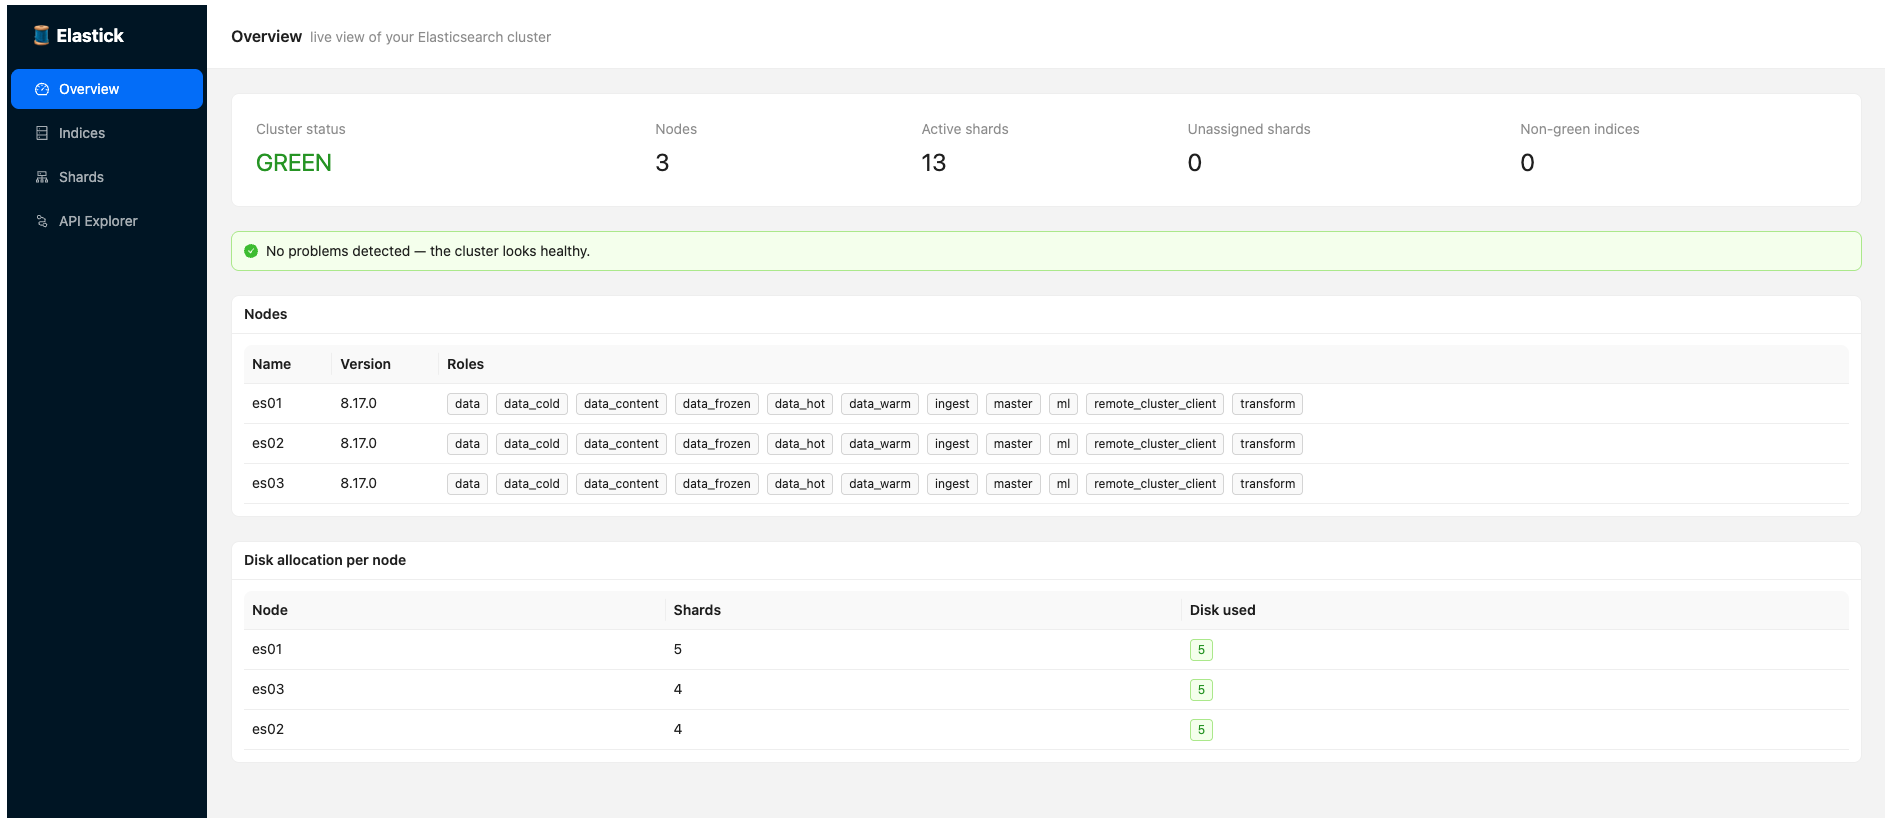 Elastick
Overview
Indices
Shards
API Explorer
Overview live view of your Elasticsearch cluster
Cluster status Nodes Active shards Unassigned shards Non-green indices
GREEN 3 13 0 0
No problems detected — the cluster looks healthy.
Nodes
Name Version Roles
es01 8.17.0 data data_cold data_content data_frozen data_hot data_warm ingest master ml remote_cluster_client transform
es02 8.17.0 data data_cold data_content data_frozen data_hot data_warm ingest master ml remote_cluster_client transform
es03 8.17.0 data data_cold data_content data_frozen data_hot data_warm ingest master ml remote_cluster_client transform
Disk allocation per node
Node Shards Disk used
es01 5 5
es03 4 5
es02 4 5